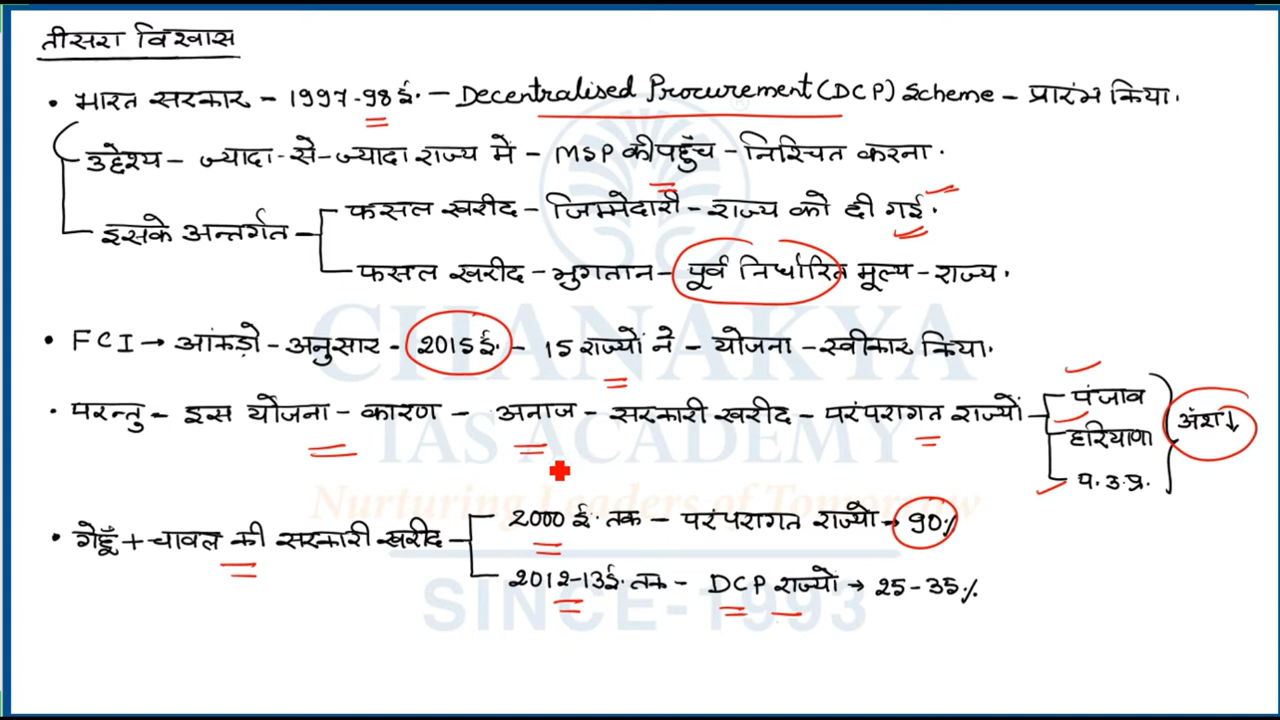 तीसरा विश्वास
• भारत सरकार - 1997-98 ई. - Decentralised Procurement (DCP) Scheme - प्रारंभ किया.
उद्देश्य - ज्यादा-से-ज्यादा राज्य में - MSP की पहुँच - निश्चित करना.
इसके अन्तर्गत
फसल खरीद - जिम्मेदारी - राज्य को दी गई.
फसल खरीद - भुगतान - पूर्व निर्धारित मूल्य - राज्य.
• FCI → आंकड़ो - अनुसार - 2015 ई. - 15 राज्यों ने - योजना - स्वीकार किया.
• परन्तु - इस योजना - कारण - अनाज - सरकारी खरीद - परंपरागत राज्यों
पंजाब
हरियाणा
प. उ. प्र.
अंश↓
• गेहूँ + चावल की सरकारी खरीद
2000 ई. तक - परंपरागत राज्यो → 90%
2012-13 ई. तक - DCP राज्यो → 25-35%
CHANAKYA
IAS ACADEMY
Nurturing Leaders of Tomorrow
SINCE-1993